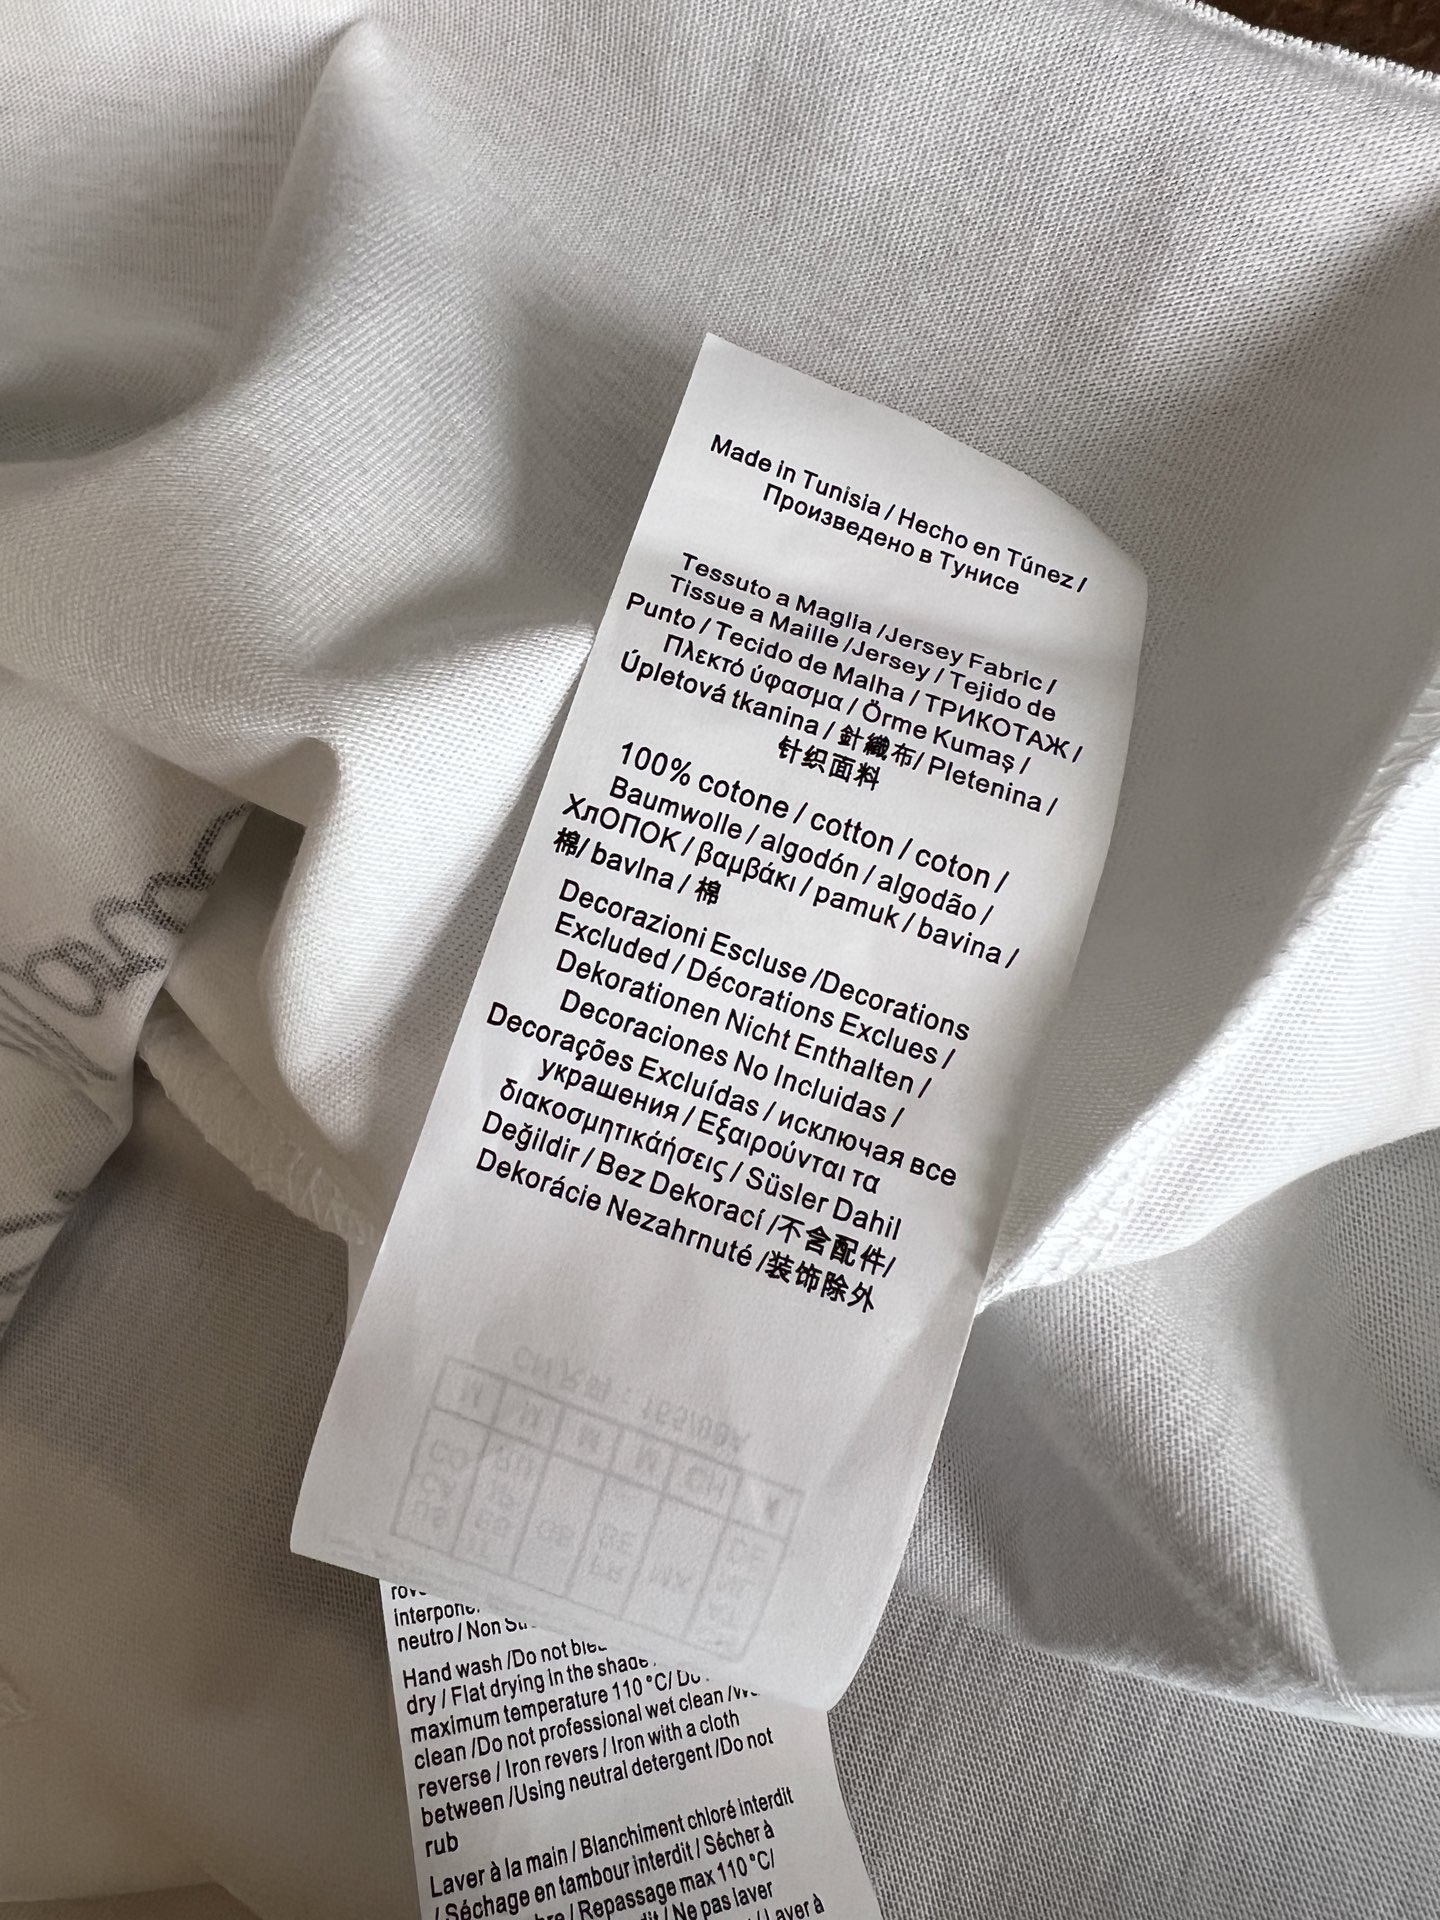 Made in Tunisia / Hecho en Túnez /
Произведено в Тунисе
Tessuto a Maglia /Jersey Fabric /
Tissue a Maille /Jersey / Tejido de
Punto / Tecido de Malha / ТРИКОТАЖ /
Πλεκτό ύφασμα / Örme Kumaş /
Úpletová tkanina / 針織布/ Pletenina /
针织面料
100% cotone / cotton / coton /
Baumwolle / algodón / algodão /
ХлОПОК / βαμβάκι / pamuk / bavina /
棉/ bavlna / 棉
Decorazioni Escluse /Decorations
Excluded / Décorations Exclues /
Dekorationen Nicht Enthalten /
Decoraciones No Incluidas /
Decorações Excluídas / исключая все
украшения / Εξαιρούνται τα
διακοσμητικάήσεις / Süsler Dahil
Değildir / Bez Dekorací /不含配件/
Dekorácie Nezahrnuté /装饰除外
neutro / Non
Hand wash /Do not
dry / Flat drying in the shade
maximum temperature 110 °C/ Do
clean /Do not professional wet clean
reverse / Iron revers / Iron with a cloth
between /Using neutral detergent /Do not
rub
Laver à la main / Blanchiment chloré interdit
/ Séchage en tambour interdit / Sécher à
/ Repassage max 110 °C/
/ Ne pas laver
/ Laver à